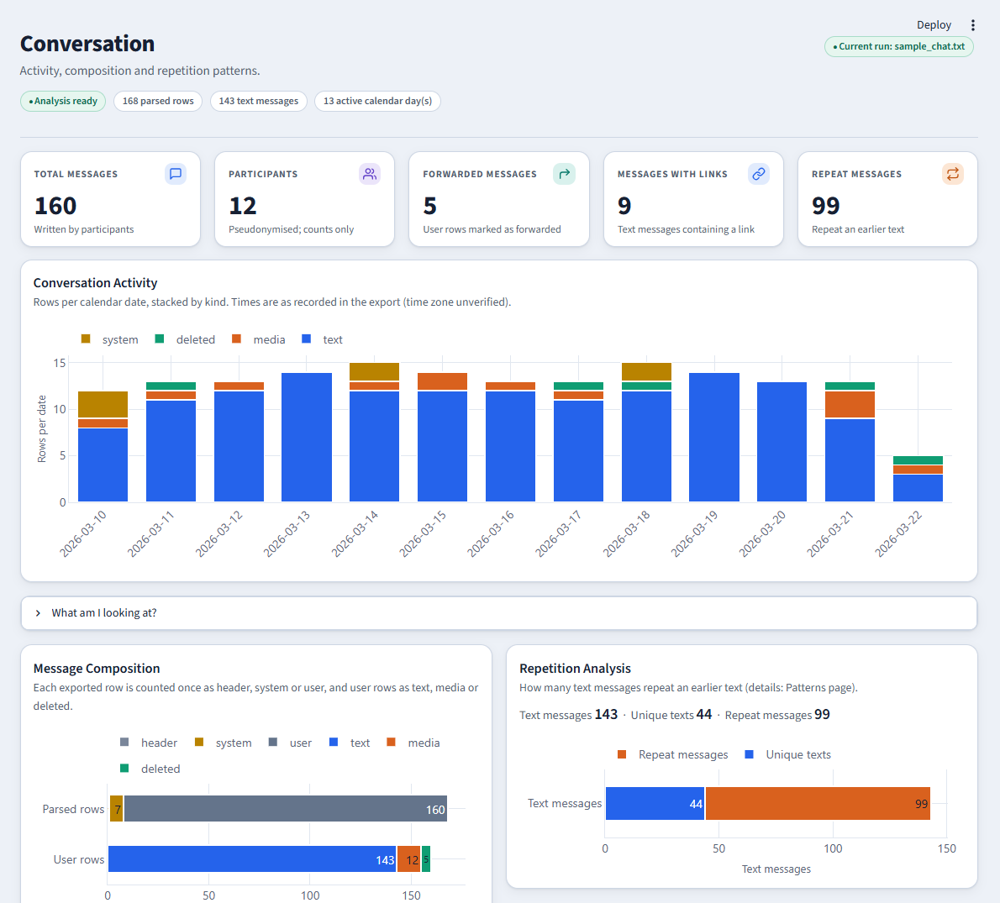 Deploy
Conversation
• Current run: sample_chat.txt
Activity, composition and repetition patterns.
• Analysis ready
168 parsed rows
143 text messages
13 active calendar day(s)
TOTAL MESSAGES
160
Written by participants
PARTICIPANTS
12
Pseudonymised; counts only
FORWARDED MESSAGES
5
User rows marked as forwarded
MESSAGES WITH LINKS
9
Text messages containing a link
REPEAT MESSAGES
99
Repeat an earlier text
Conversation Activity
Rows per calendar date, stacked by kind. Times are as recorded in the export (time zone unverified).
system deleted media text
Rows per date
15
10
5
0
2026-03-10 2026-03-11 2026-03-12 2026-03-13 2026-03-14 2026-03-15 2026-03-16 2026-03-17 2026-03-18 2026-03-19 2026-03-20 2026-03-21 2026-03-22
What am I looking at?
Message Composition
Each exported row is counted once as header, system or user, and user rows as text, media or
deleted.
header system user text media
deleted
Parsed rows 7 160
User rows 143 12 5
0 50 100 150
Repetition Analysis
How many text messages repeat an earlier text (details: Patterns page).
Text messages 143 · Unique texts 44 · Repeat messages 99
Repeat messages Unique texts
Text messages 44 99
0 50 100 150
Text messages